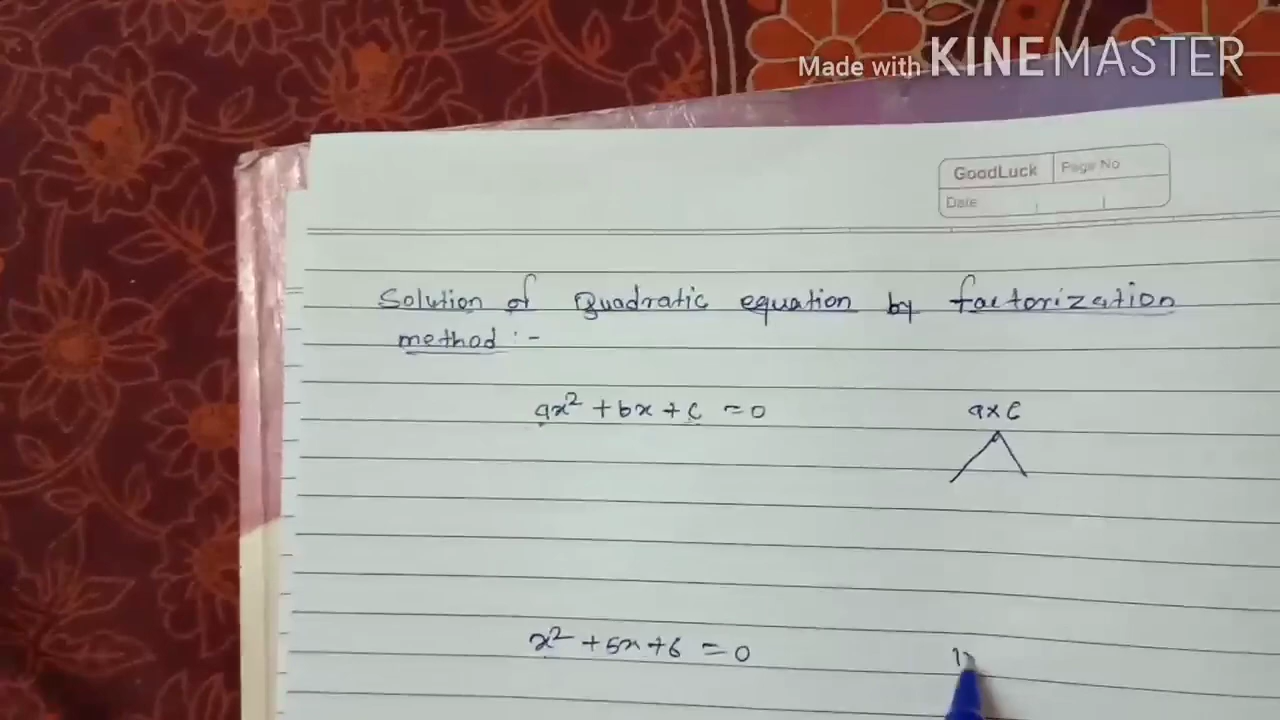 Made with KINEMASTER
GoodLuck Page No
Date
Solution of Quadratic equation by factorization
method :-
ax² + bx + c = 0 a x c
x² + 5x + 6 = 0 1x